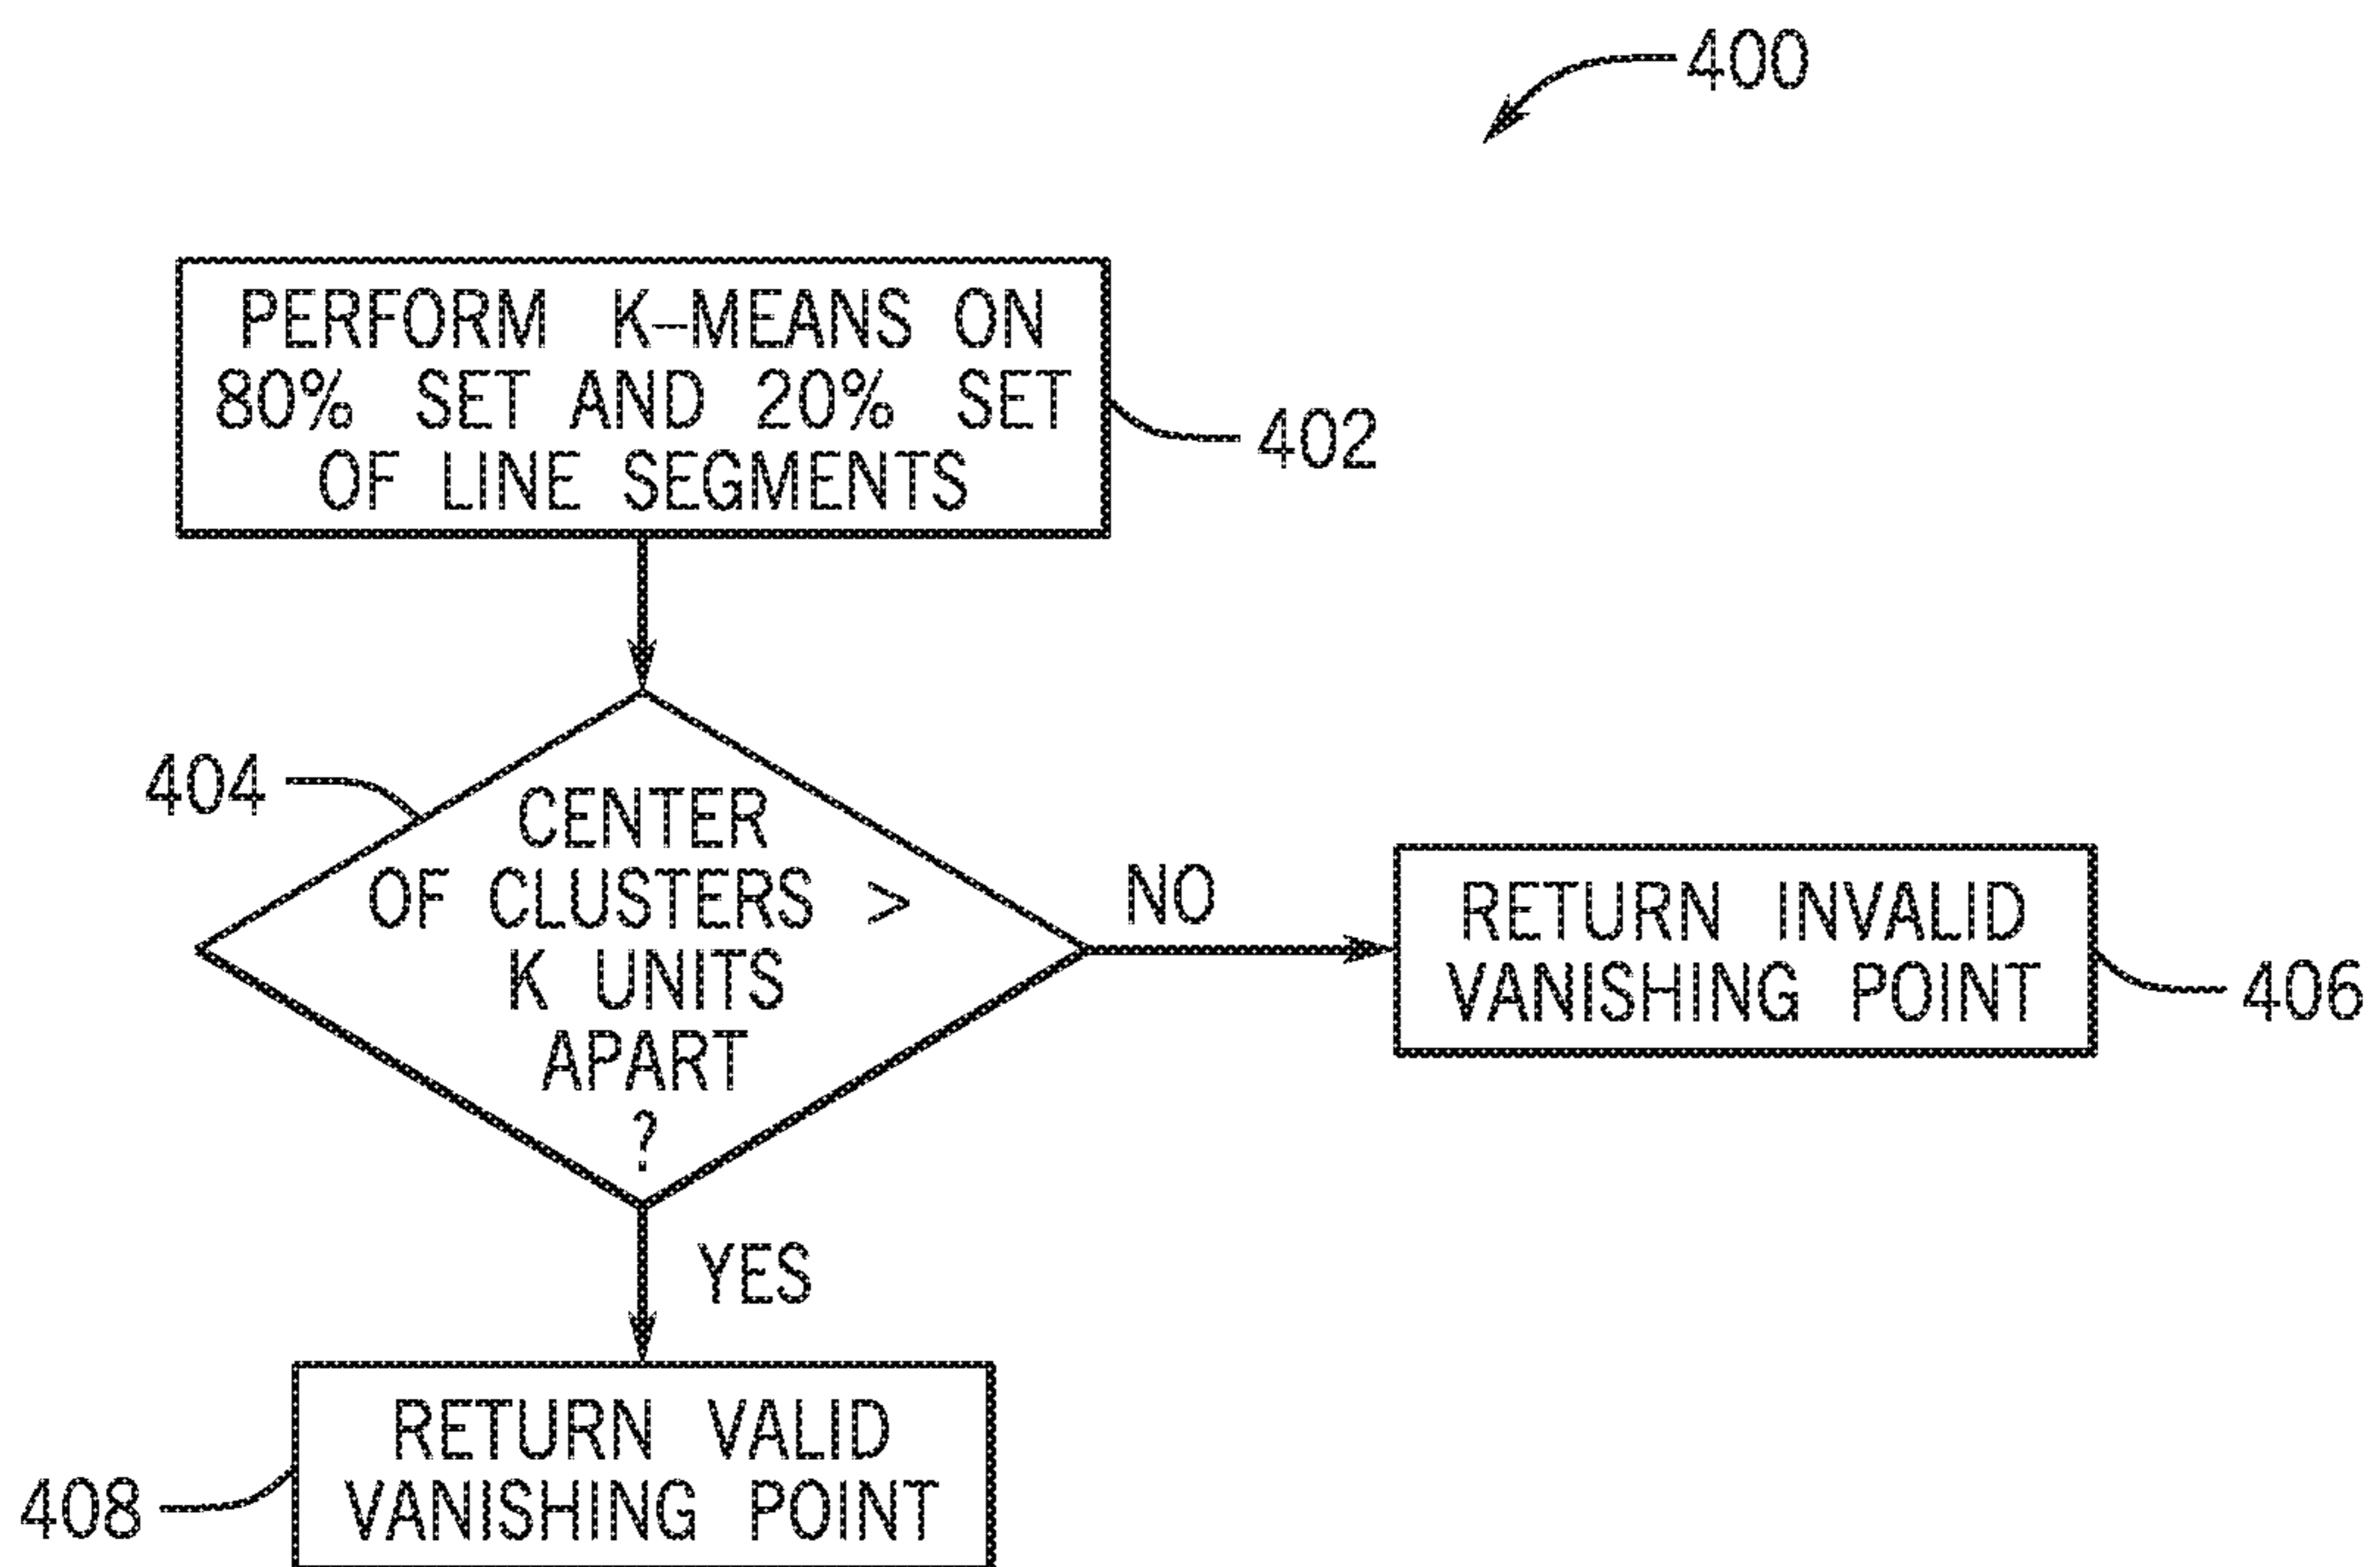 400
PERFORM K-MEANS ON
80% SET AND 20% SET
OF LINE SEGMENTS
402
404
CENTER
OF CLUSTERS >
K UNITS
APART
?
NO
RETURN INVALID
VANISHING POINT
406
YES
RETURN VALID
VANISHING POINT
408